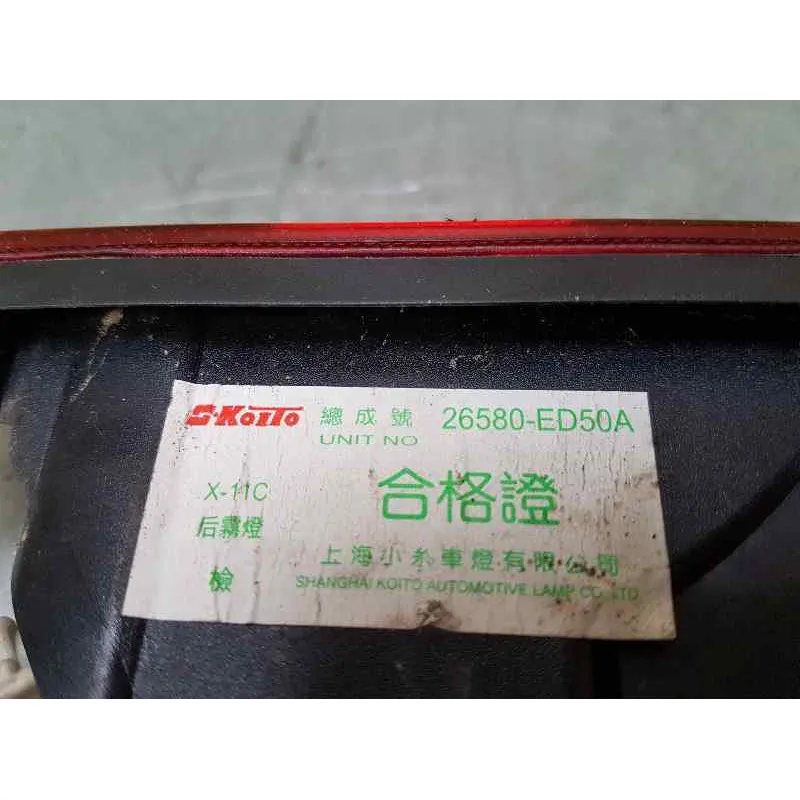 S-KOITO 總成號 26580-ED50A
UNIT NO
X-11C 合格證
后霧燈 上海小糸車燈有限公司
檢 SHANGHAI KOITO AUTOMOTIVE LAMP CO., LTD